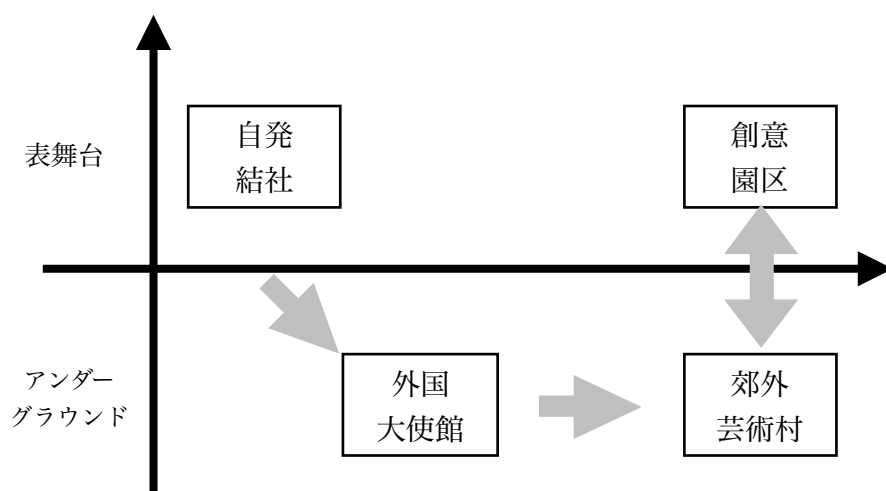 表舞台
自発
結社
創意
園区
アンダー
グラウンド
外国
大使館
郊外
芸術村